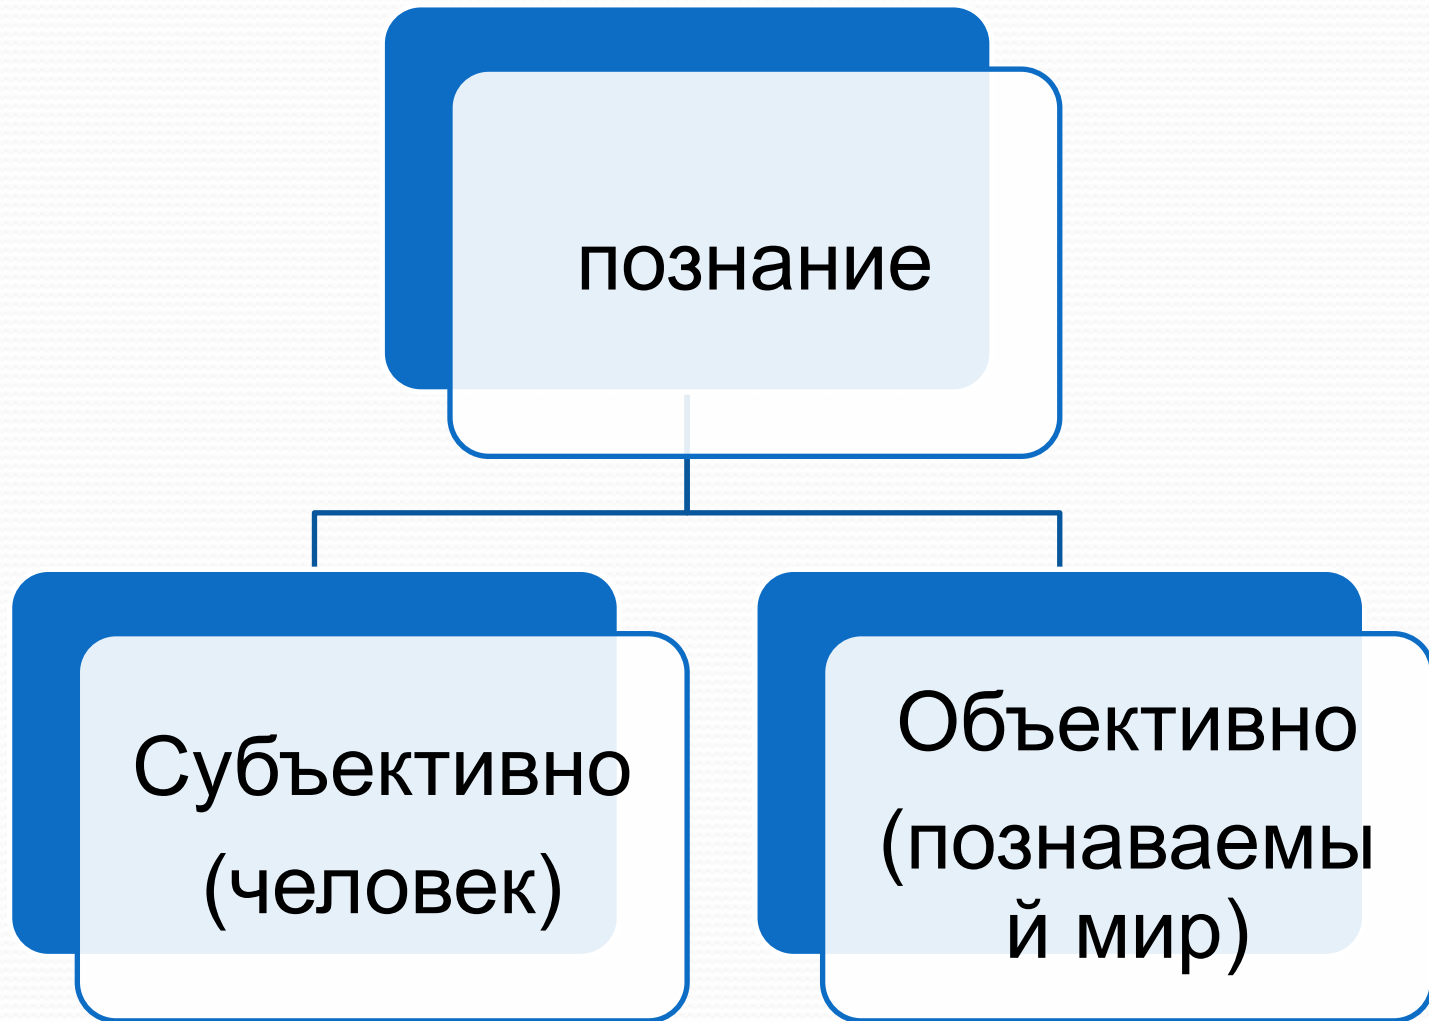 познание
Субъективно
(человек)
Объективно
(познаваемы
й мир)